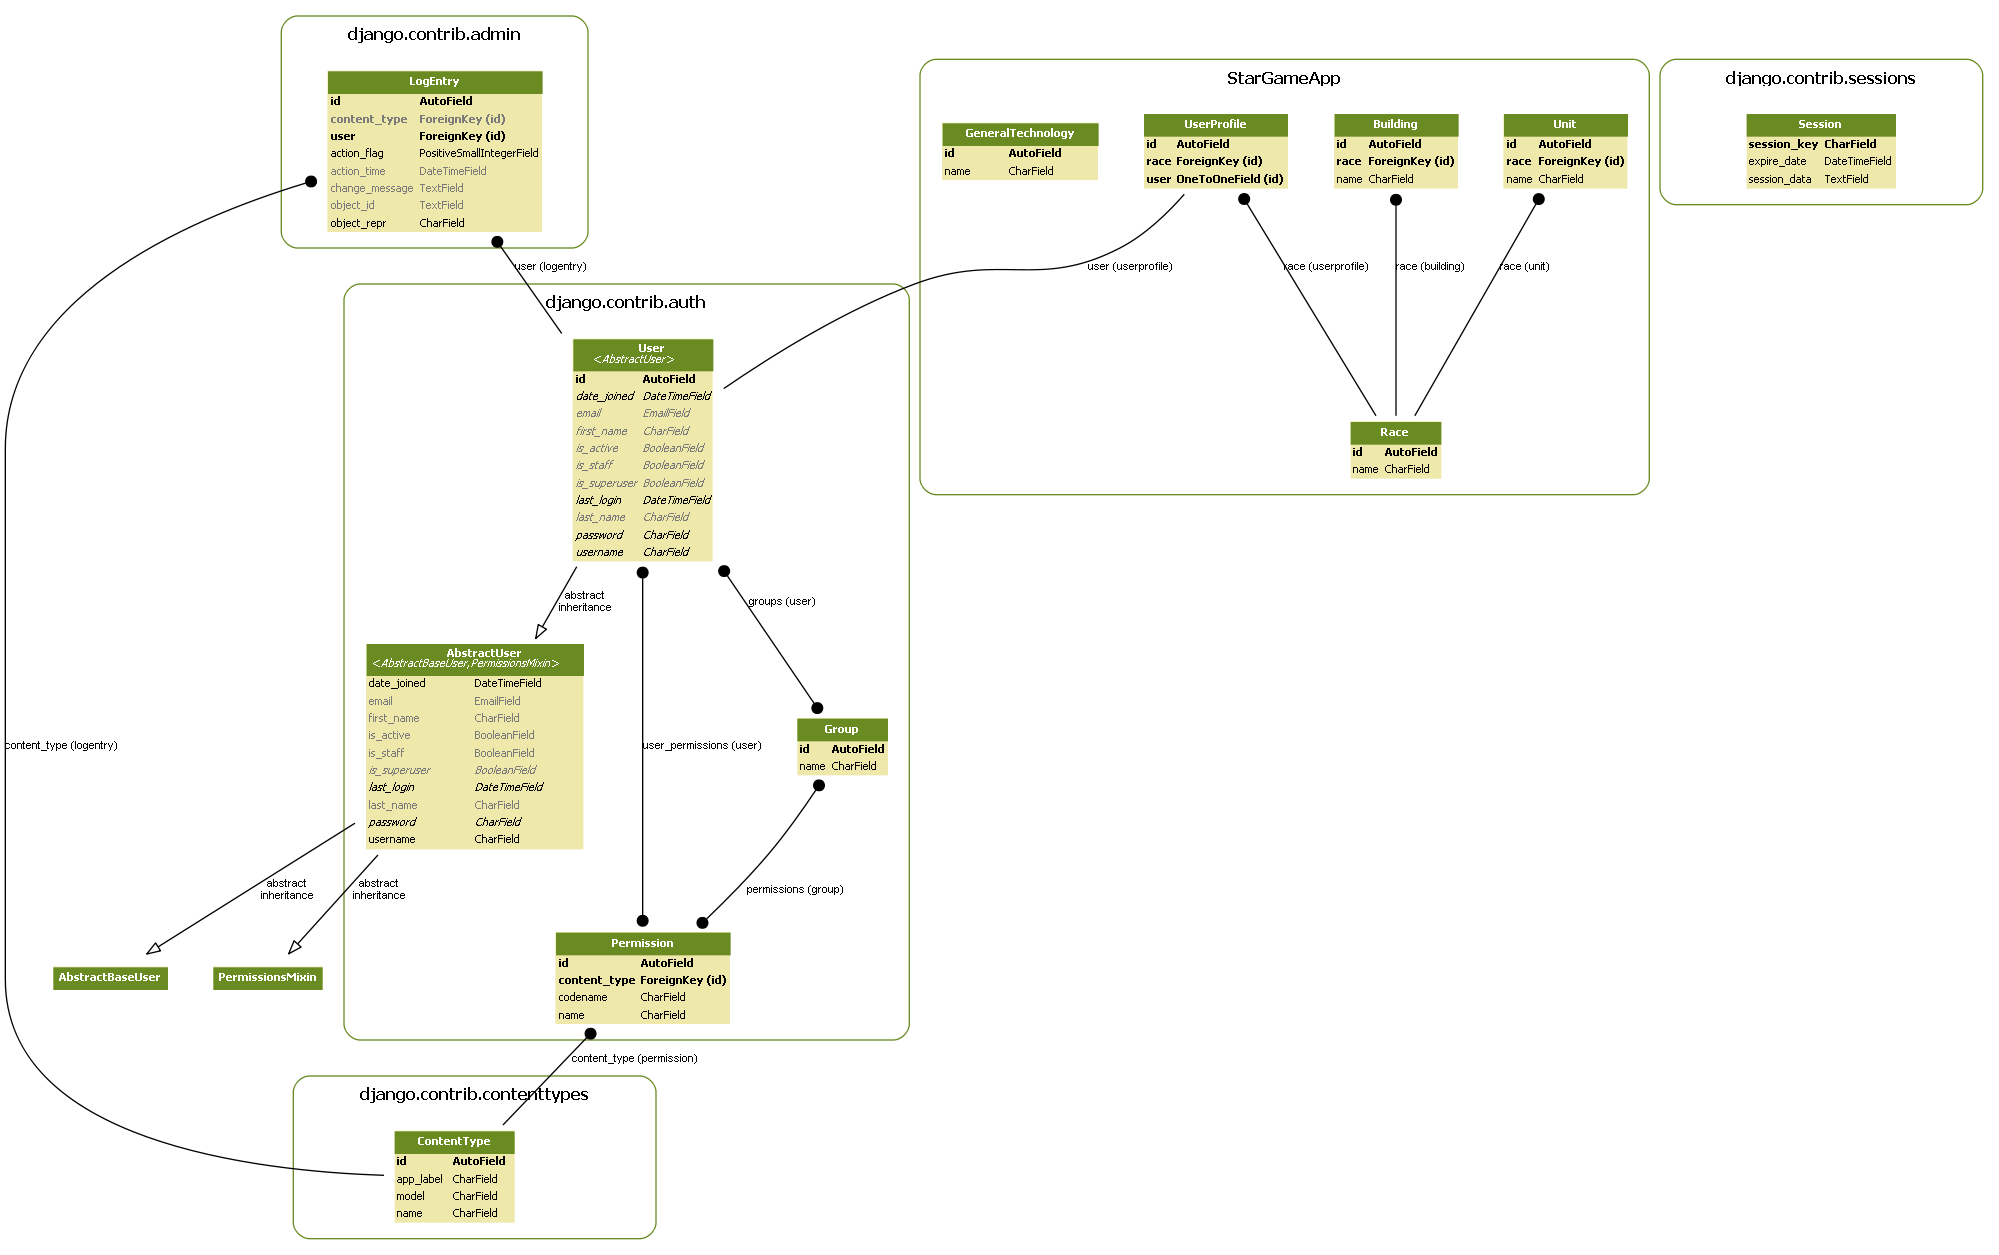 django.contrib.admin
LogEntry
id AutoField
content_type ForeignKey (id)
user ForeignKey (id)
action_flag PositiveSmallIntegerField
action_time DateTimeField
change_message TextField
object_id TextField
object_repr CharField
StarGameApp
GeneralTechnology
id AutoField
name CharField
UserProfile
id AutoField
race ForeignKey (id)
user OneToOneField (id)
Building
id AutoField
race ForeignKey (id)
name CharField
Unit
id AutoField
race ForeignKey (id)
name CharField
django.contrib.sessions
Session
session_key CharField
expire_date DateTimeField
session_data TextField
user (logentry)
user (userprofile)
race (userprofile)
race (building)
race (unit)
Race
id AutoField
name CharField
django.contrib.auth
User
<AbstractUser>
id AutoField
date_joined DateTimeField
email EmailField
first_name CharField
is_active BooleanField
is_staff BooleanField
is_superuser BooleanField
last_login DateTimeField
last_name CharField
password CharField
username CharField
abstract
inheritance
groups (user)
AbstractUser
<AbstractBaseUser,PermissionsMixin>
date_joined DateTimeField
email EmailField
first_name CharField
is_active BooleanField
is_staff BooleanField
is_superuser BooleanField
last_login DateTimeField
last_name CharField
password CharField
username CharField
content_type (logentry)
user_permissions (user)
Group
id AutoField
name CharField
abstract
inheritance
abstract
inheritance
permissions (group)
AbstractBaseUser
PermissionsMixin
Permission
id AutoField
content_type ForeignKey (id)
codename CharField
name CharField
content_type (permission)
django.contrib.contenttypes
ContentType
id AutoField
app_label CharField
model CharField
name CharField